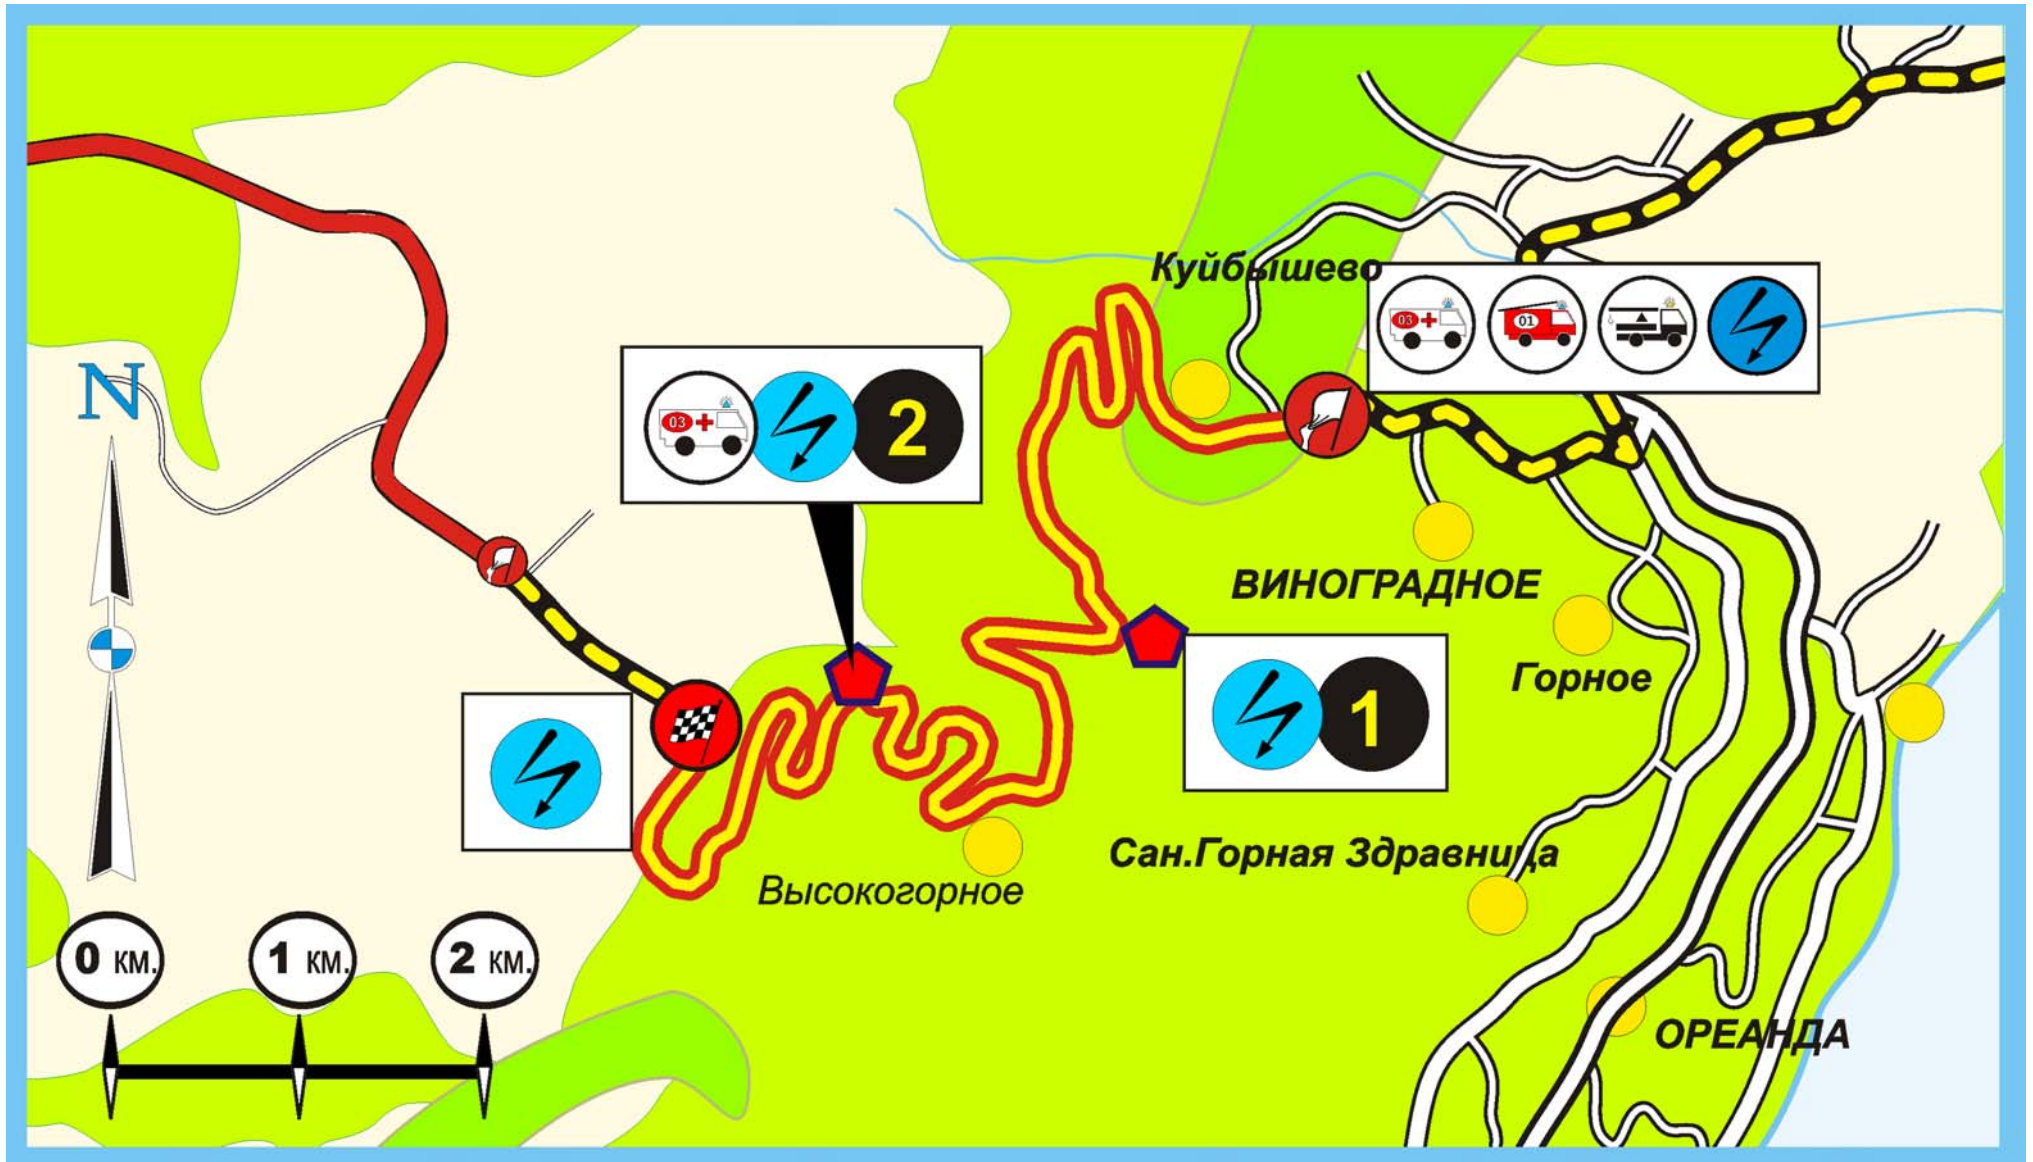 Куйбышево
03
01
N
03
2
ВИНОГРАДНОЕ
Горное
1
Сан.Горная Здравница
Высокогорное
0 км.
1 км.
2 км.
ОРЕАНДА